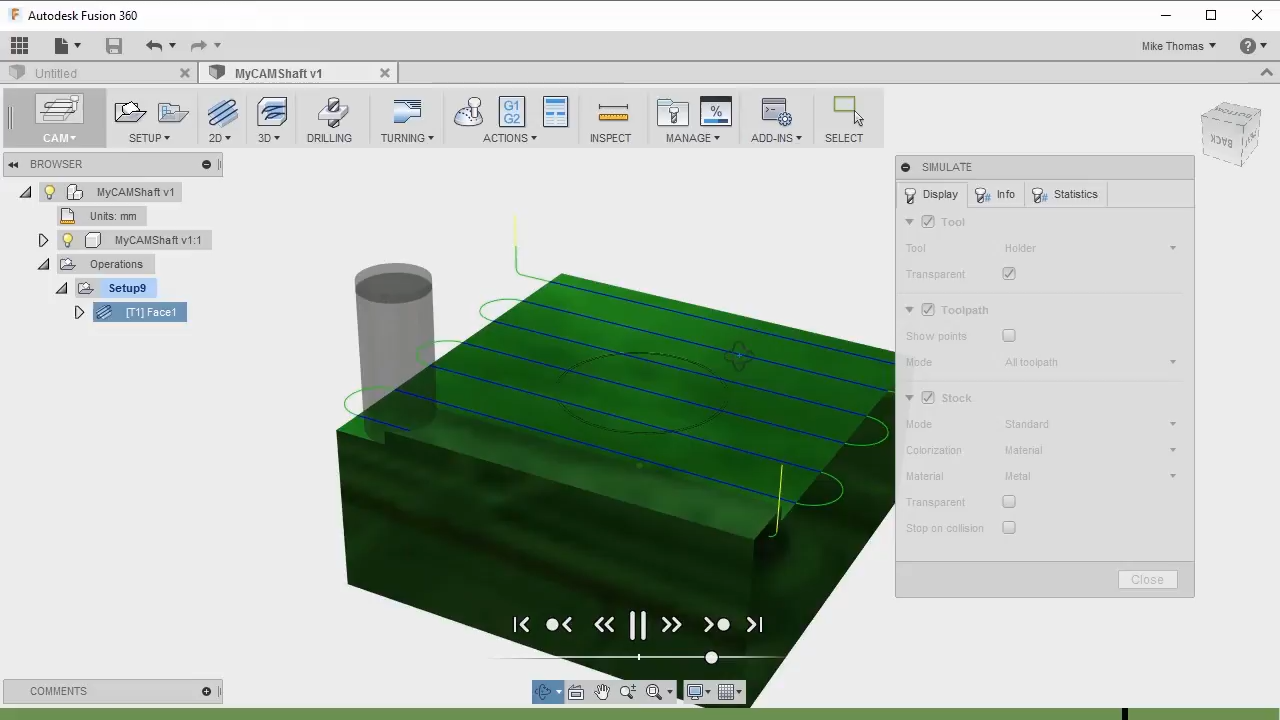 Autodesk Fusion 360
Mike Thomas
Untitled
MyCAMShaft v1
G1
G2
%
CAM
SETUP
2D
3D
DRILLING
TURNING
ACTIONS
INSPECT
MANAGE
ADD-INS
SELECT
BACK
BROWSER
MyCAMShaft v1
Units: mm
MyCAMShaft v1:1
Operations
Setup9
[T1] Face1
SIMULATE
Display
Info
Statistics
Tool
Tool Holder
Transparent
Toolpath
Show points
Mode All toolpath
Stock
Mode Standard
Colorization Material
Material Metal
Transparent
Stop on collision
Close
COMMENTS